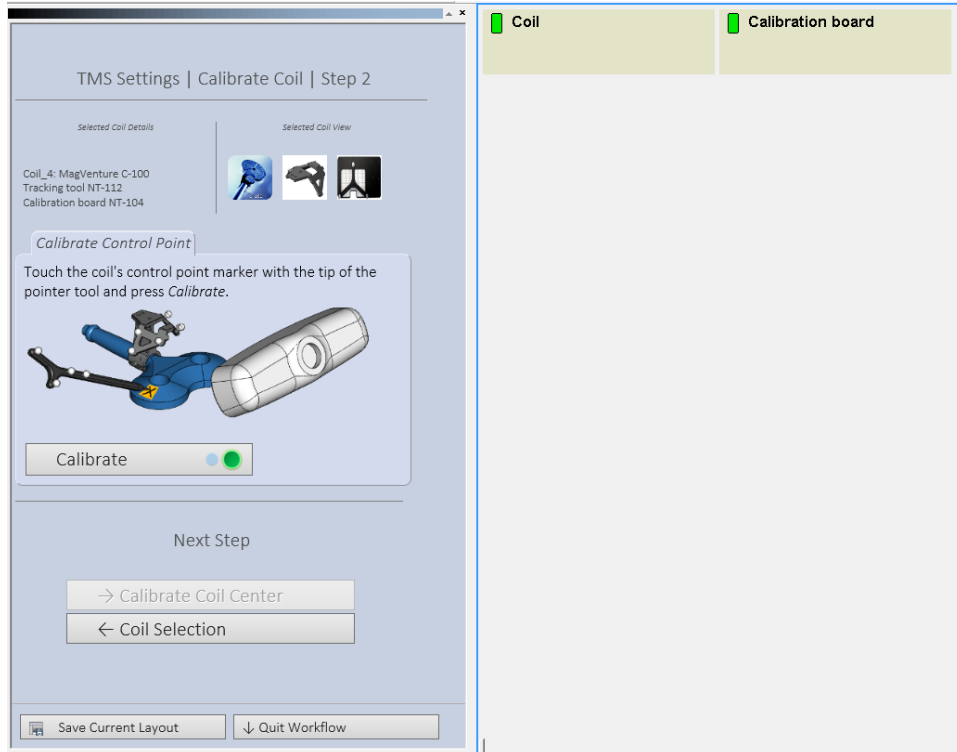 TMS Settings | Calibrate Coil | Step 2
Selected Coil Details
Selected Coil View
Coil_4: MagVenture C-100
Tracking tool NT-112
Calibration board NT-104
Calibrate Control Point
Touch the coil's control point marker with the tip of the
pointer tool and press Calibrate.
X
Calibrate
Next Step
→ Calibrate Coil Center
← Coil Selection
Save Current Layout
↓ Quit Workflow
Coil
Calibration board